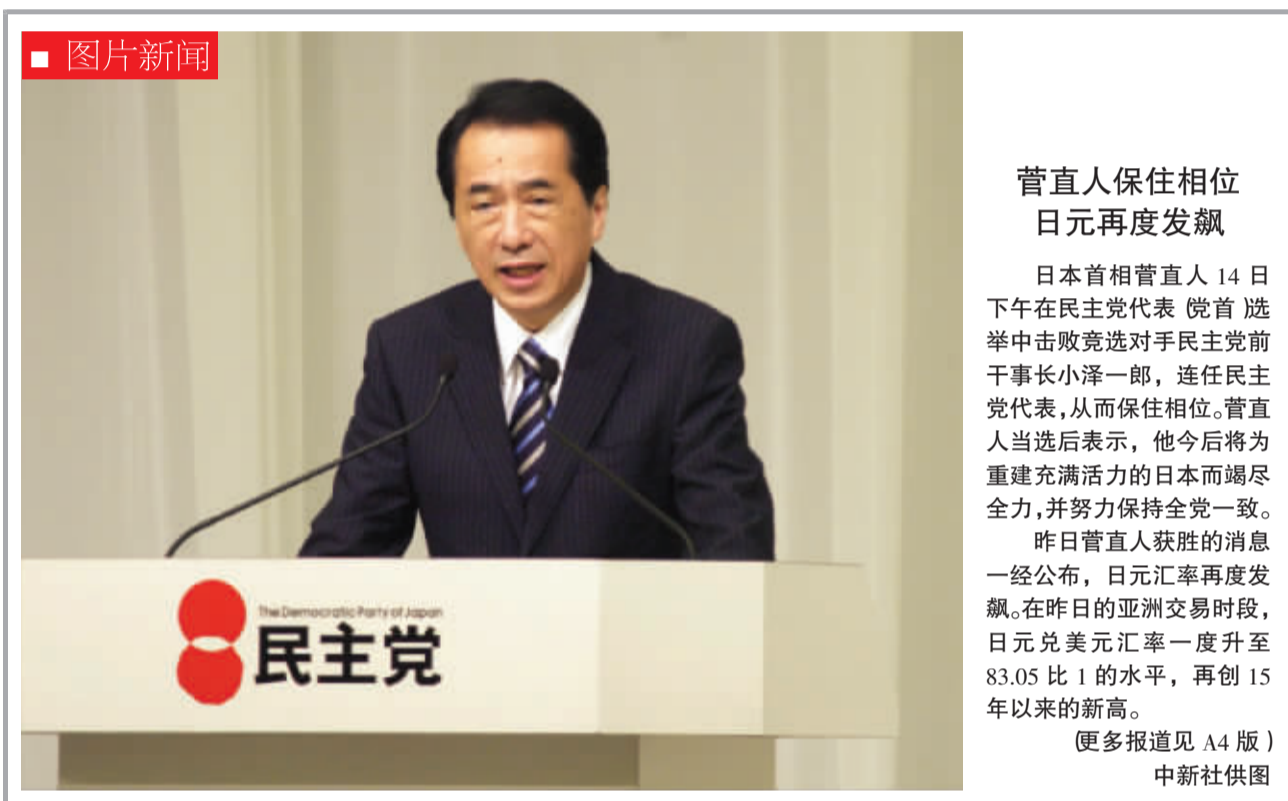 ■ 图片新闻
The Democratic Party of Japan
民主党
菅直人保住相位
日元再度发飙
日本首相菅直人 14 日
下午在民主党代表(党首)选
举中击败竞选对手民主党前
干事长小泽一郎，连任民主
党代表，从而保住相位。菅直
人当选后表示，他今后将为
重建充满活力的日本而竭尽
全力，并努力保持全党一致。
昨日菅直人获胜的消息
一经公布，日元汇率再度发
飙。在昨日的亚洲交易时段，
日元兑美元汇率一度升至
83.05 比 1 的水平，再创 15
年以来的新高。
(更多报道见 A4 版)
中新社供图